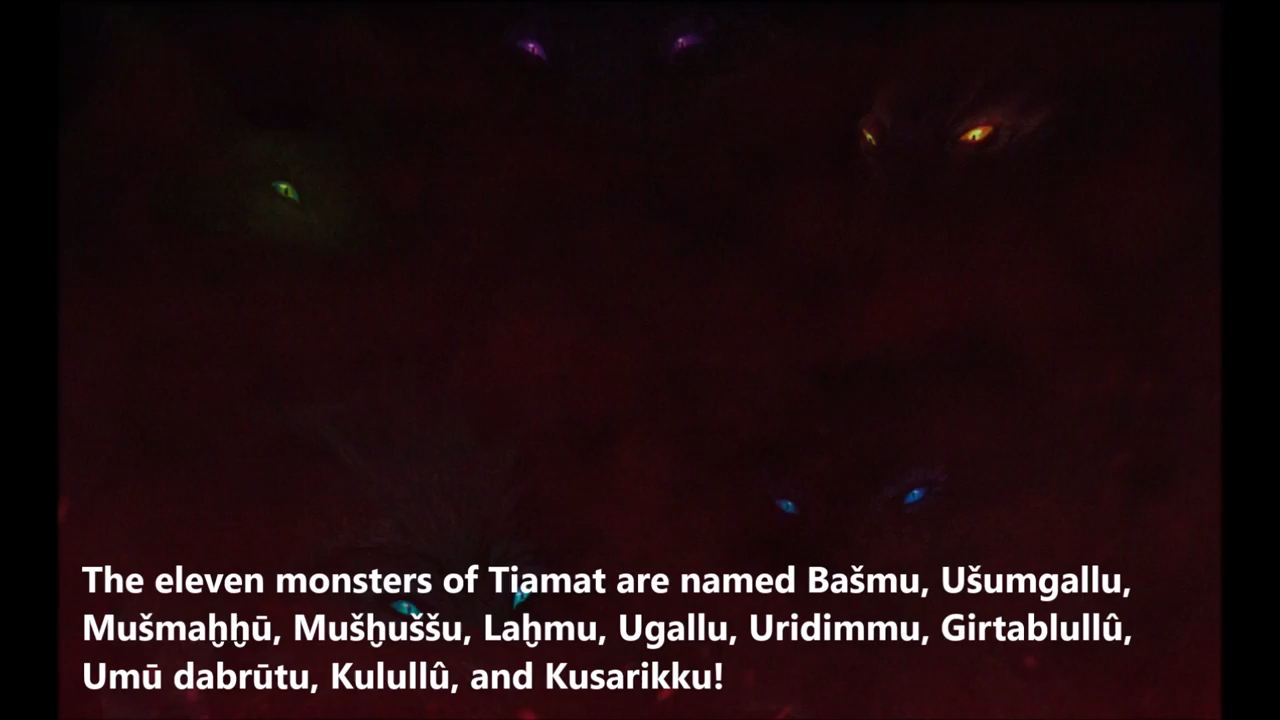 The eleven monsters of Tiamat are named Bašmu, Ušumgallu,
Mušmaḫḫū, Mušḫuššu, Laḫmu, Ugallu, Uridimmu, Girtablullû,
Umū dabrūtu, Kulullû, and Kusarikku!